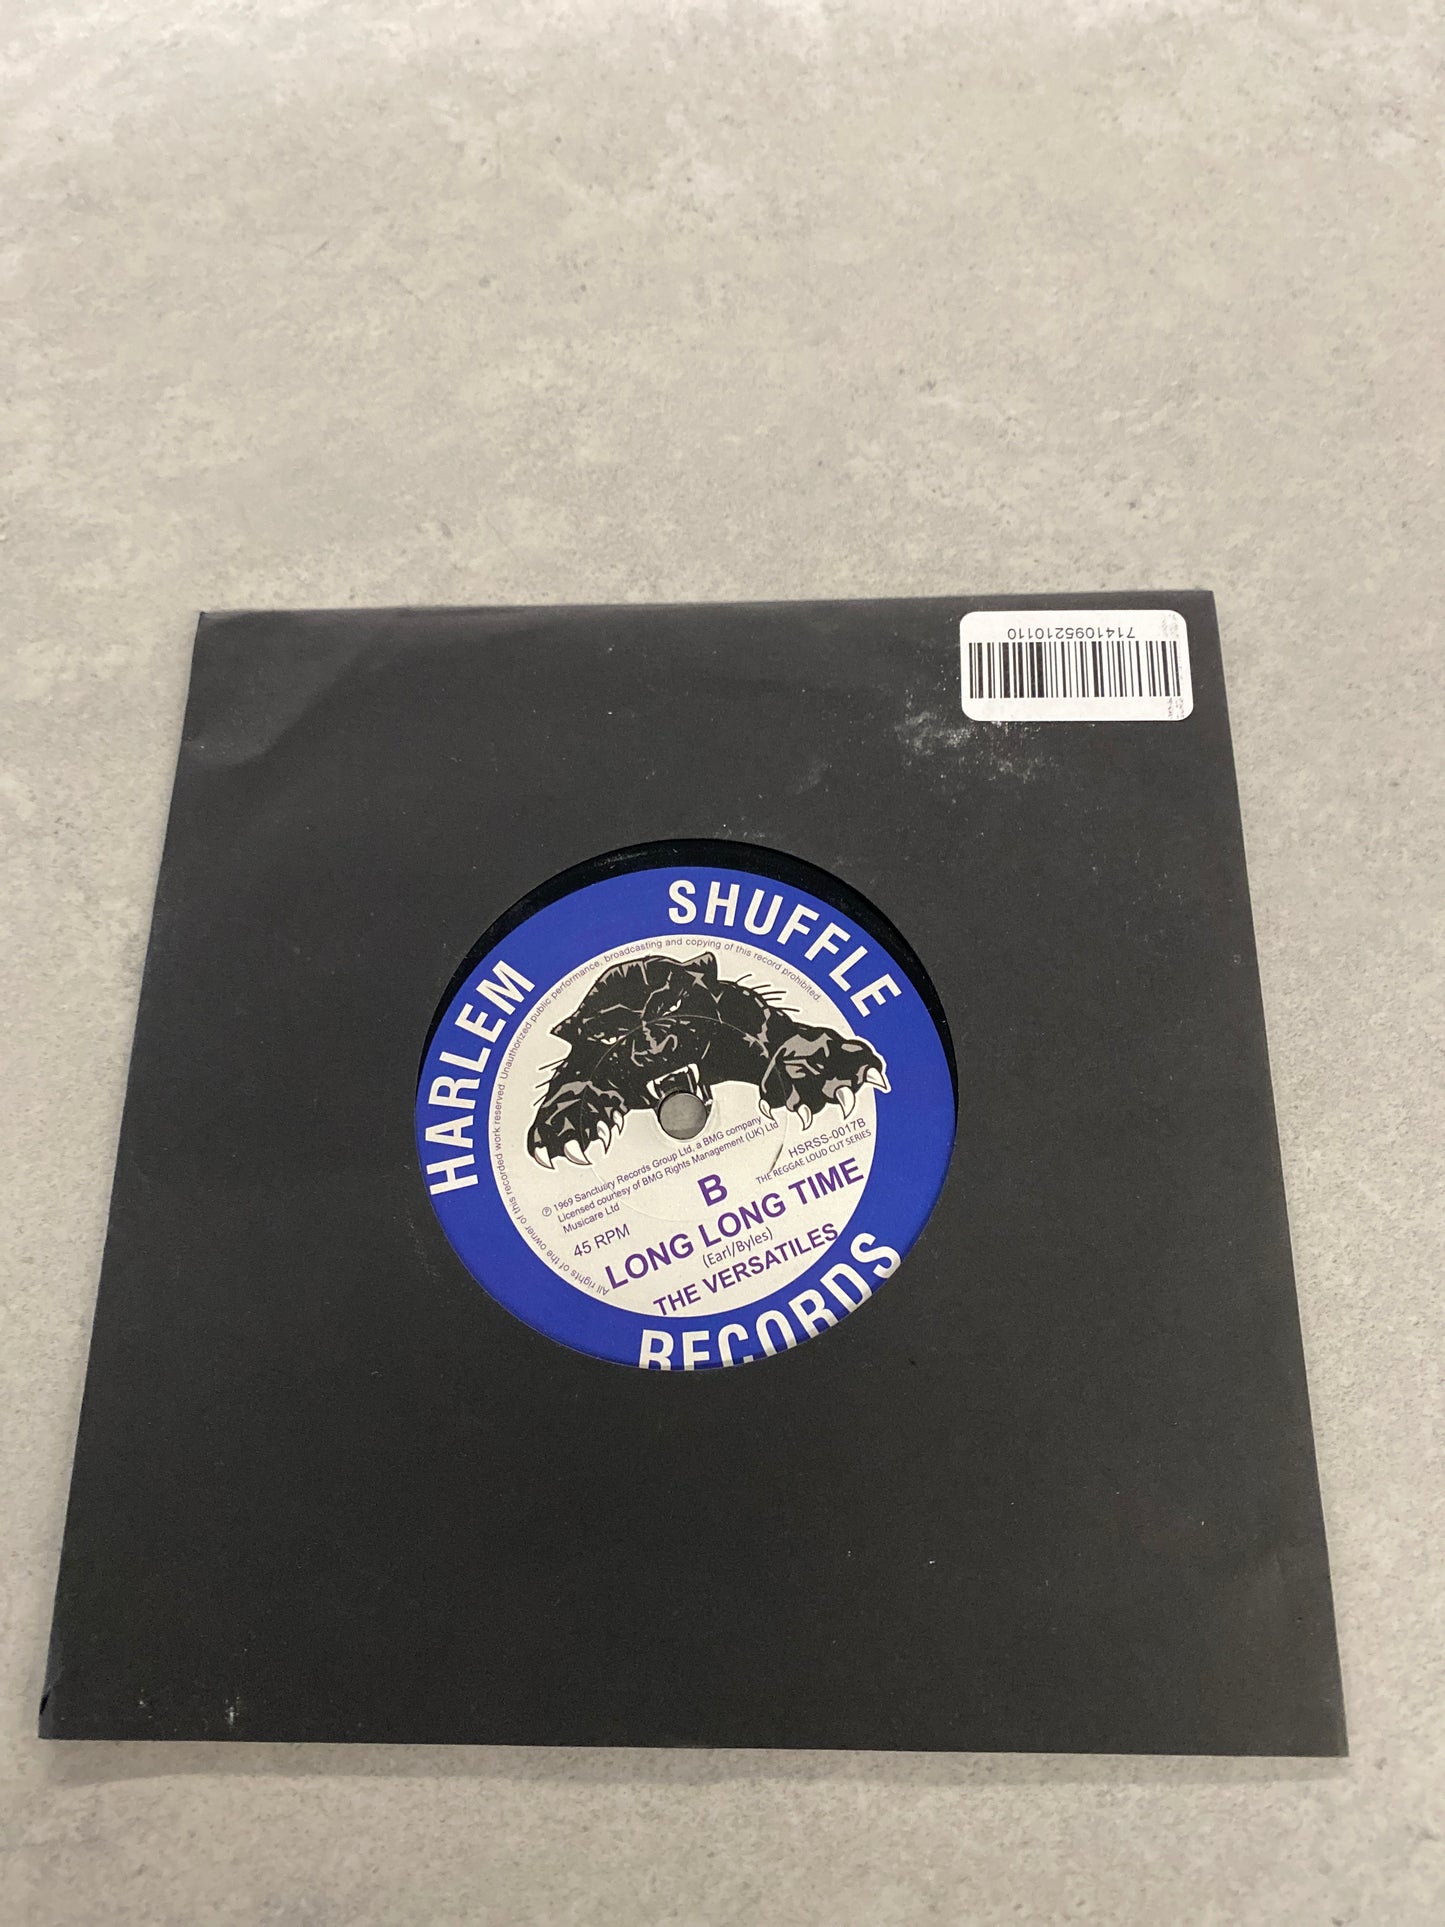 7141095210110
HARLEM SHUFFLE
RECORDS
All rights of the owner of this recorded work reserved. Unauthorized public performance, broadcasting and copying of this record prohibited.
℗ 1969 Sanctuary Records Group Ltd, a BMG company
Licensed courtesy of BMG Rights Management (UK) Ltd
Musicare Ltd
HSRSS-0017B
THE REGGAE LOUD CUT SERIES
B
45 RPM
LONG LONG TIME
(Earl/Byles)
THE VERSATILES